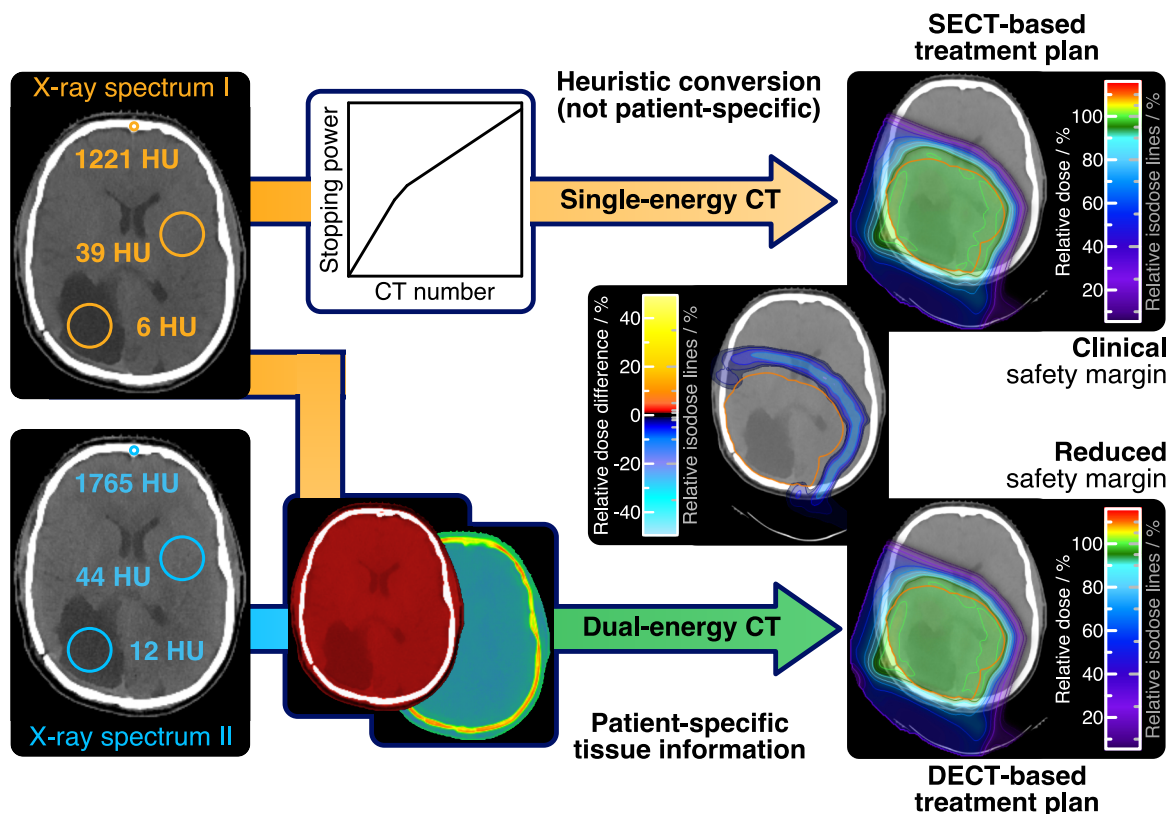 SECT-based
treatment plan
X-ray spectrum I
1221 HU
39 HU
6 HU
Stopping power
CT number
Heuristic conversion
(not patient-specific)
Single-energy CT
Relative dose / %
100
80
60
40
20
Relative isodose lines / %
Clinical
safety margin
Relative dose difference / %
40
20
0
-20
-40
Relative isodose lines / %
Reduced
safety margin
1765 HU
44 HU
12 HU
X-ray spectrum II
Dual-energy CT
Patient-specific
tissue information
Relative dose / %
100
80
60
40
20
Relative isodose lines / %
DECT-based
treatment plan